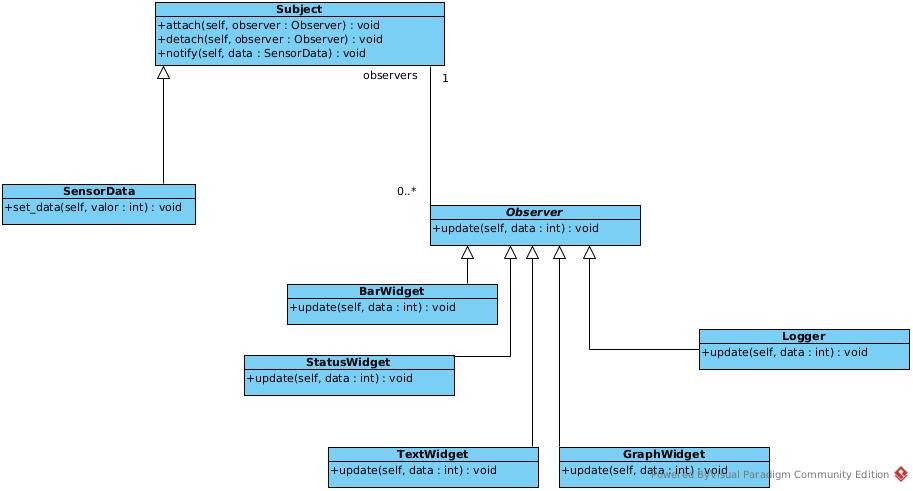 Subject
+attach(self, observer : Observer) : void
+detach(self, observer : Observer) : void
+notify(self, data : SensorData) : void
observers
1
SensorData
+set_data(self, valor : int) : void
0..*
Observer
+update(self, data : int) : void
BarWidget
+update(self, data : int) : void
Logger
+update(self, data : int) : void
StatusWidget
+update(self, data : int) : void
TextWidget
+update(self, data : int) : void
GraphWidget
+update(self, data : int) : void
Powered By Visual Paradigm Community Edition